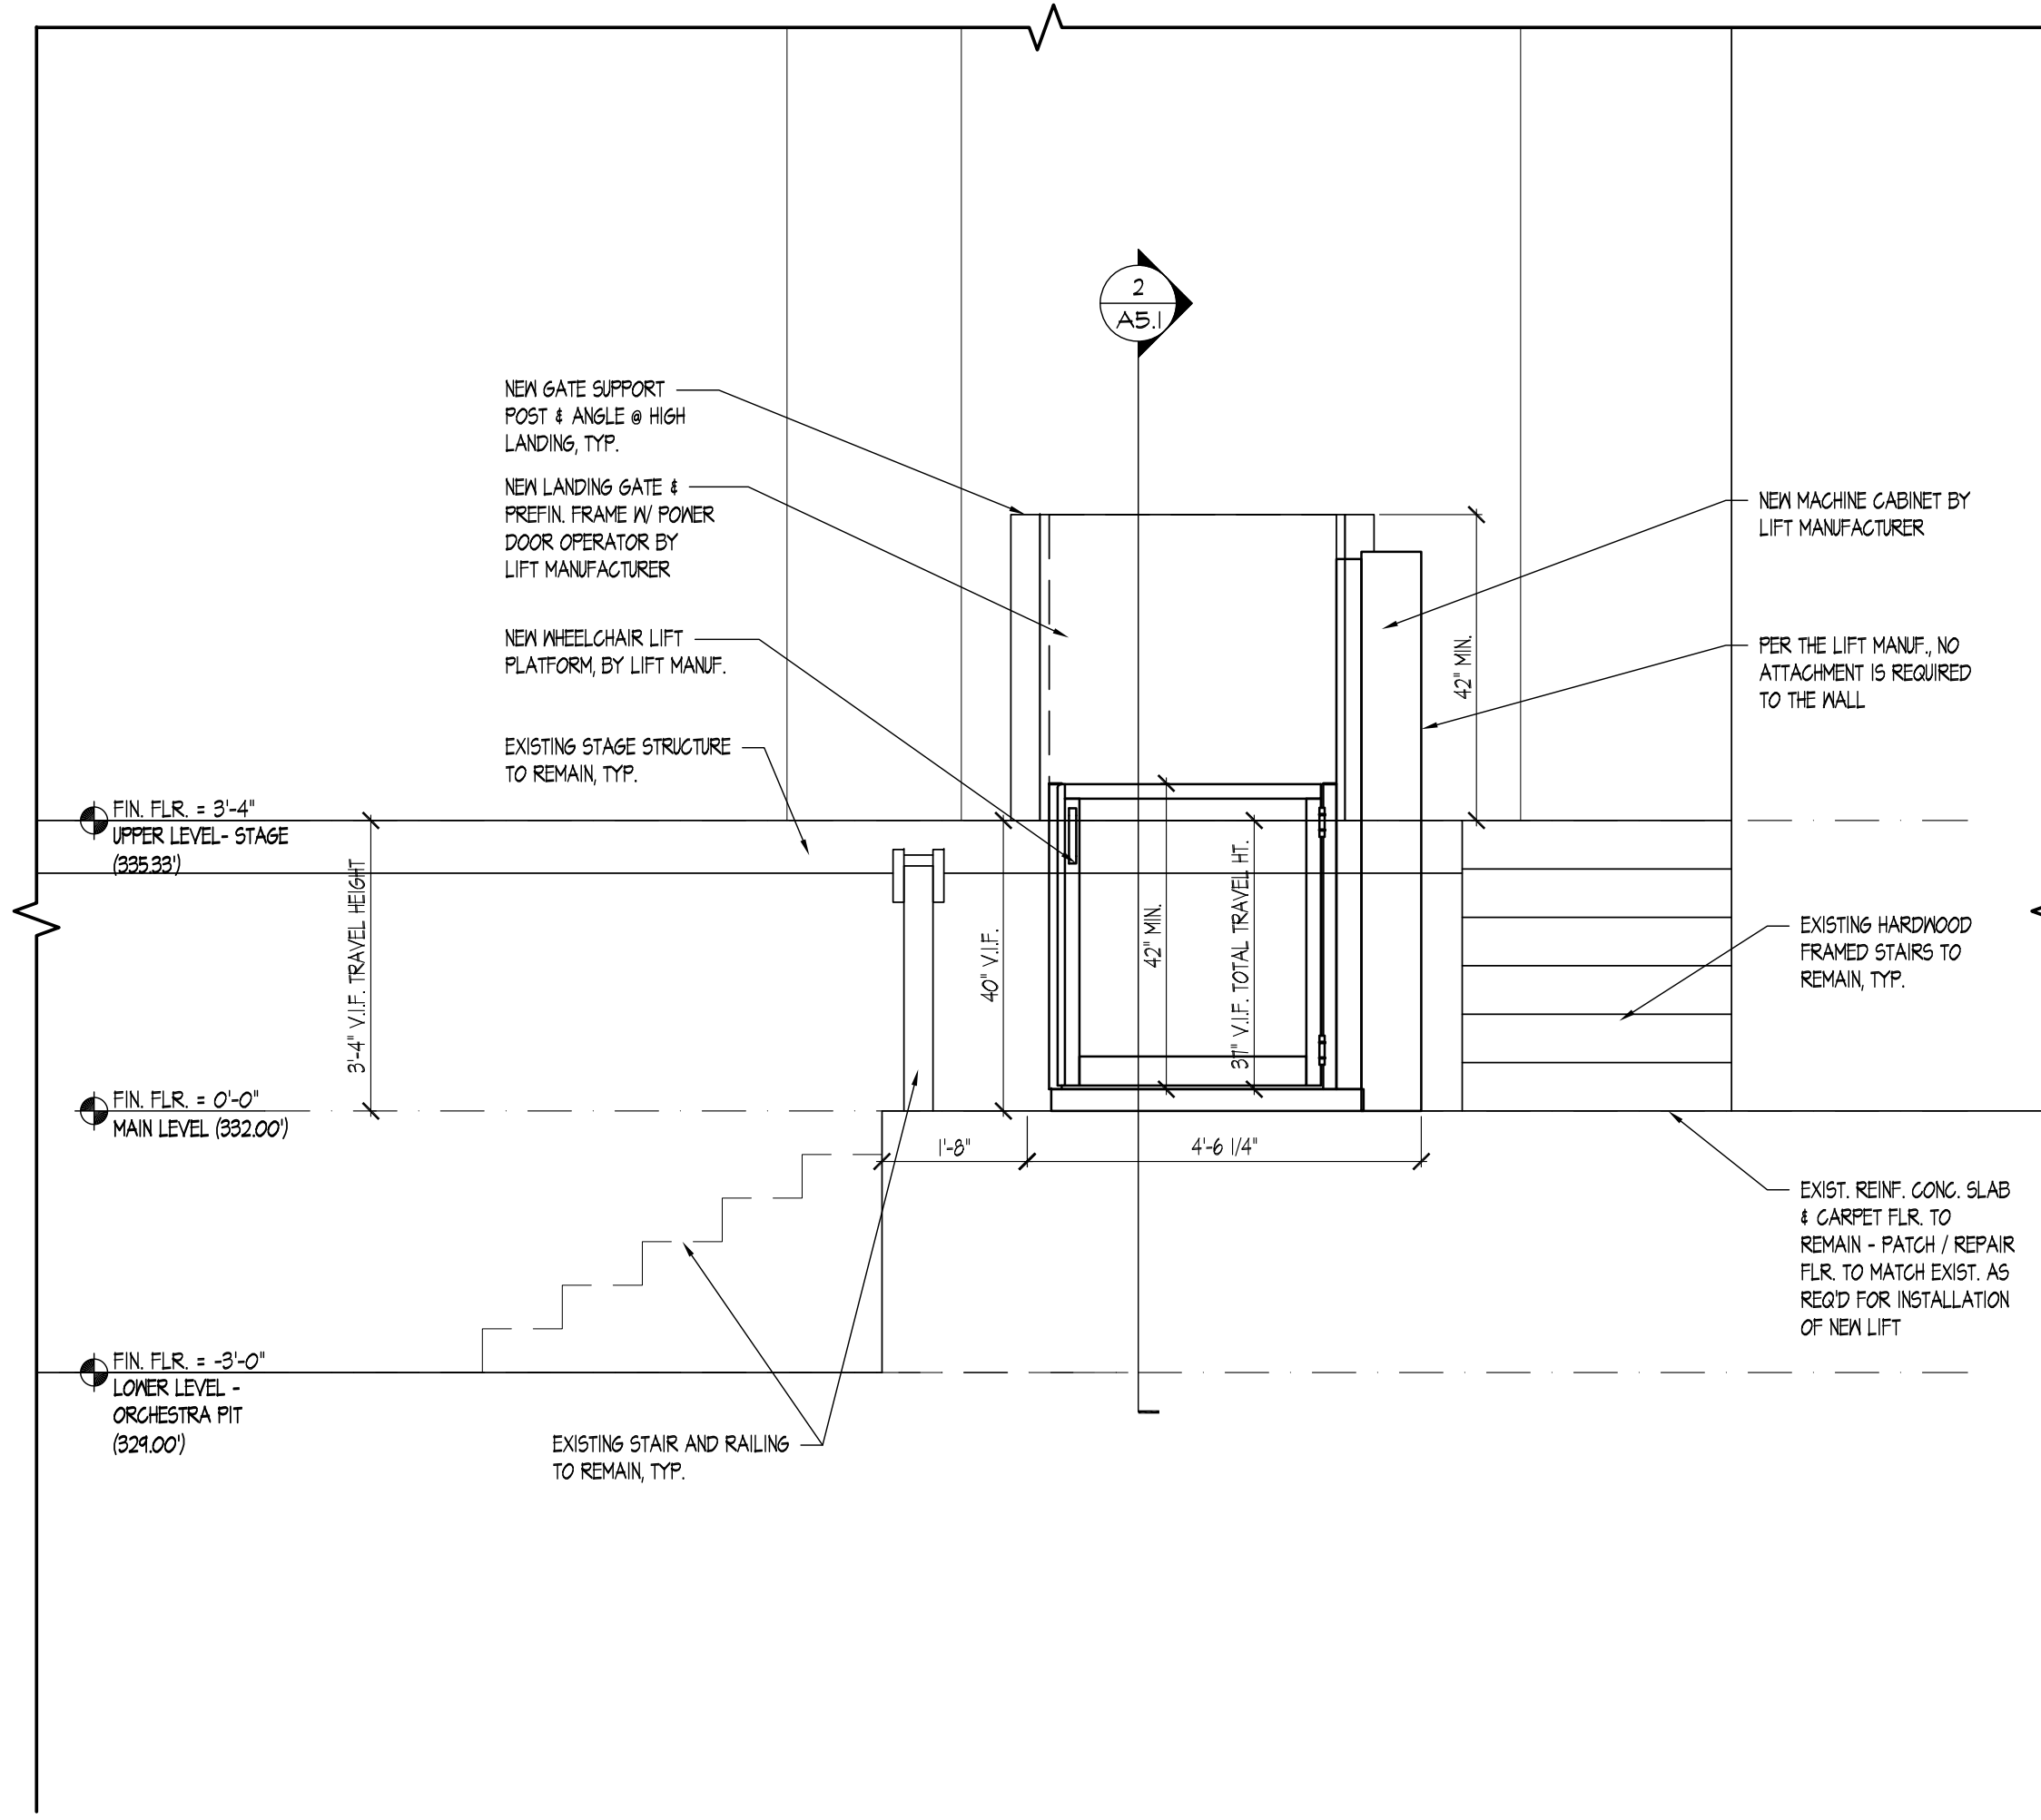 2
A5.1
NEW GATE SUPPORT
POST & ANGLE @ HIGH
LANDING, TYP.
NEW LANDING GATE &
PREFIN. FRAME W/ POWER
DOOR OPERATOR BY
LIFT MANUFACTURER
NEW WHEELCHAIR LIFT
PLATFORM, BY LIFT MANUF.
EXISTING STAGE STRUCTURE
TO REMAIN, TYP.
NEW MACHINE CABINET BY
LIFT MANUFACTURER
PER THE LIFT MANUF., NO
ATTACHMENT IS REQUIRED
TO THE WALL
42" MIN.
FIN. FLR. = 3'-4"
UPPER LEVEL- STAGE
(335.33')
3'-4" V.I.F. TRAVEL HEIGHT
40" V.I.F.
42" MIN.
37" V.I.F. TOTAL TRAVEL HT.
EXISTING HARDWOOD
FRAMED STAIRS TO
REMAIN, TYP.
FIN. FLR. = 0'-0"
MAIN LEVEL (332.00')
1'-8"
4'-6 1/4"
EXIST. REINF. CONC. SLAB
& CARPET FLR. TO
REMAIN - PATCH / REPAIR
FLR. TO MATCH EXIST. AS
REQ'D FOR INSTALLATION
OF NEW LIFT
FIN. FLR. = -3'-0"
LOWER LEVEL -
ORCHESTRA PIT
(329.00')
EXISTING STAIR AND RAILING
TO REMAIN, TYP.